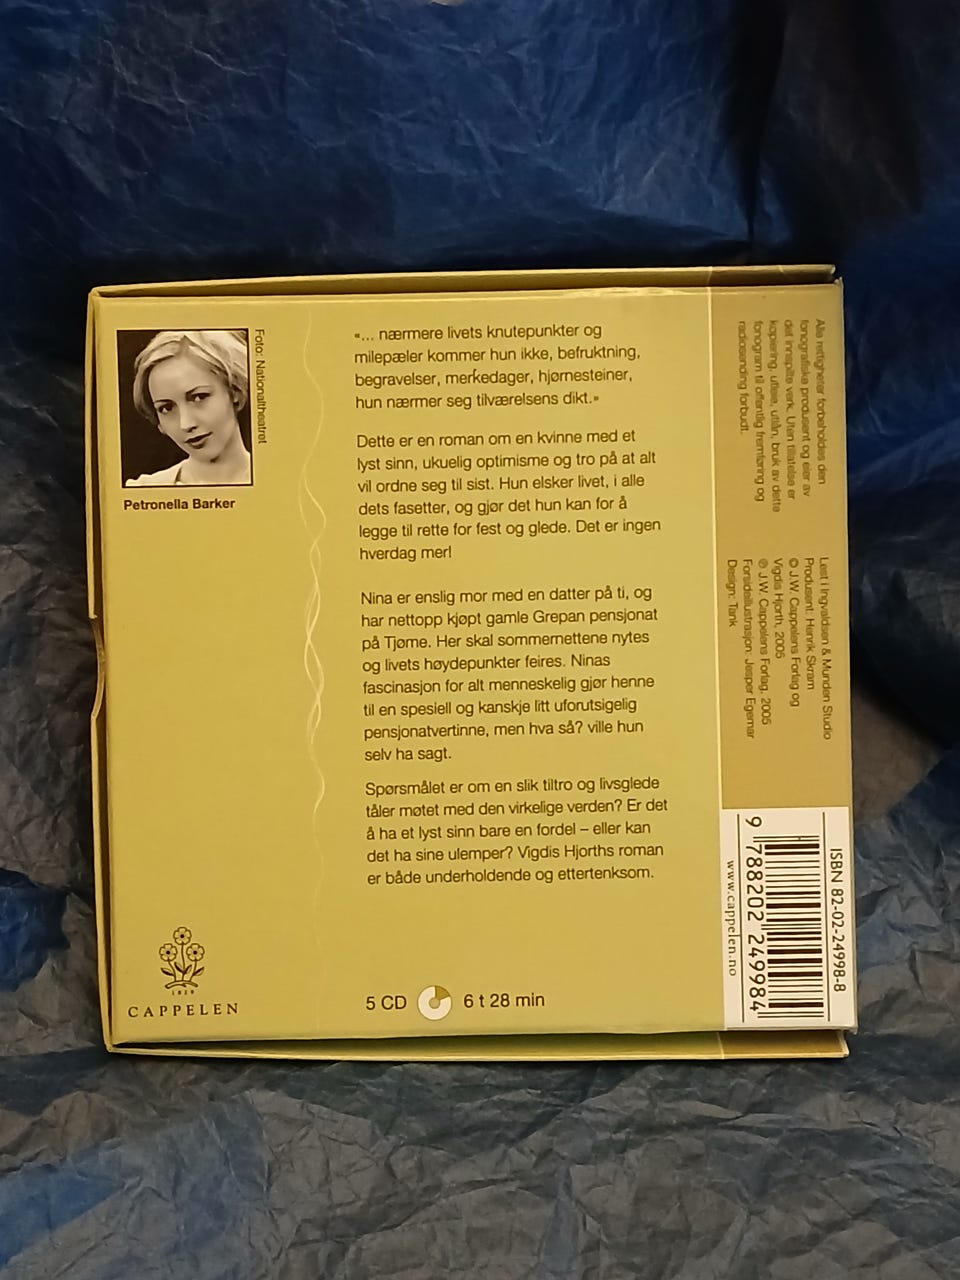 Foto: Nationaltheatret
Petronella Barker
«... nærmere livets knutepunkter og
milepæler kommer hun ikke, befruktning,
begravelser, merkedager, hjørnesteiner,
hun nærmer seg tilværelsens dikt.»
Dette er en roman om en kvinne med et
lyst sinn, ukuelig optimisme og tro på at alt
vil ordne seg til sist. Hun elsker livet, i alle
dets fasetter, og gjør det hun kan for å
legge til rette for fest og glede. Det er ingen
hverdag mer!
Nina er enslig mor med en datter på ti, og
har nettopp kjøpt gamle Grepan pensjonat
på Tjøme. Her skal sommernettene nytes
og livets høydepunkter feires. Ninas
fascinasjon for alt menneskelig gjør henne
til en spesiell og kanskje litt uforutsigelig
pensjonatvertinne, men hva så? ville hun
selv ha sagt.
Spørsmålet er om en slik tiltro og livsglede
tåler møtet med den virkelige verden? Er det
å ha et lyst sinn bare en fordel – eller kan
det ha sine ulemper? Vigdis Hjorths roman
er både underholdende og ettertenksom.
1829
CAPPELEN
5 CD 6 t 28 min
Alle rettigheter forbeholdes den
fonografiske produsent og eier av
det innspilte verk. Uten tillatelse er
kopiering, utleie, utlån, bruk av dette
fonogram til offentlig fremføring og
radiosending forbudt.
Lest i Ingvaldsen & Munden Studio
Produsent: Henrik Skram
© J.W. Cappelens Forlag og
Vigdis Hjorth, 2005
℗ J.W. Cappelens Forlag, 2005
Forsideillustrasjon: Jesper Egemar
Design: Tank
ISBN 82-02-24998-8
9 788202 249984
www.cappelen.no